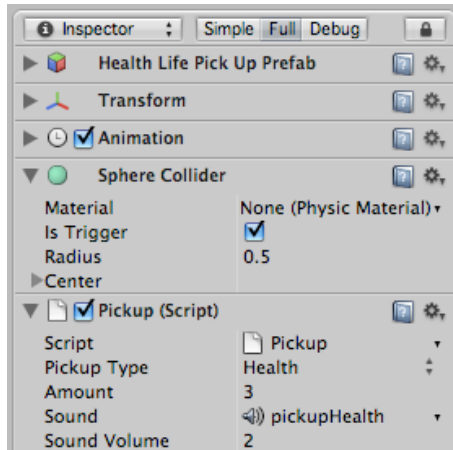 Inspector Simple Full Debug
Health Life Pick Up Prefab
Transform
Animation
Sphere Collider
Material None (Physic Material)
Is Trigger
Radius 0.5
Center
Pickup (Script)
Script Pickup
Pickup Type Health
Amount 3
Sound pickupHealth
Sound Volume 2